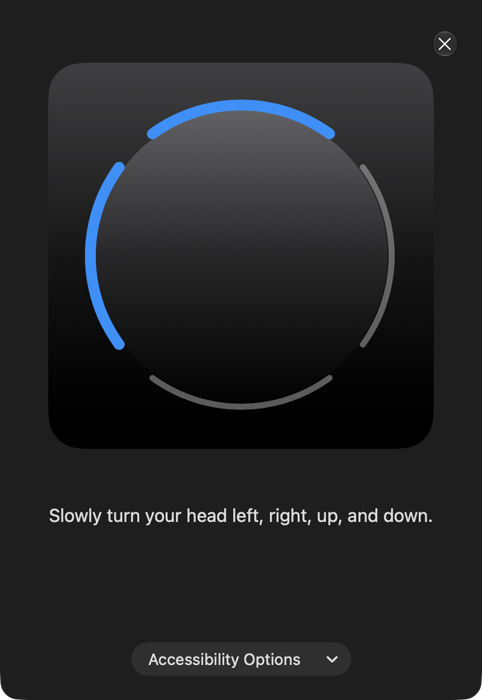 Slowly turn your head left, right, up, and down.
Accessibility Options